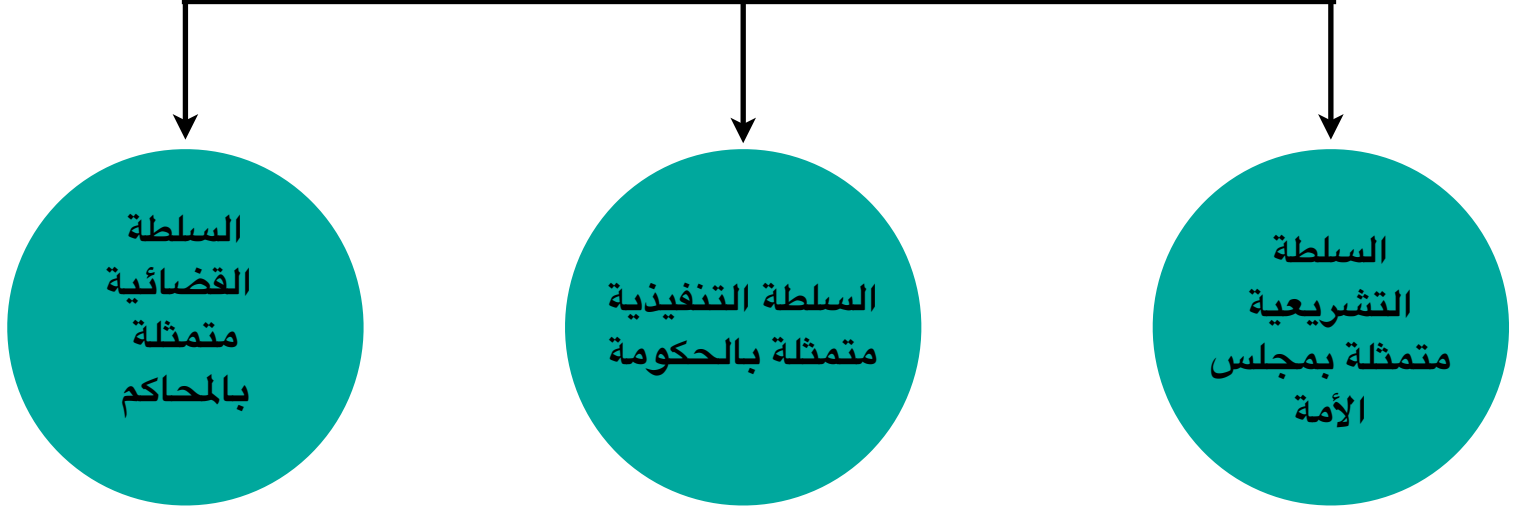 السلطة
التشريعية
متمثلة بمجلس
الأمة
السلطة التنفيذية
متمثلة بالحكومة
السلطة
القضائية
متمثلة
بالمحاكم